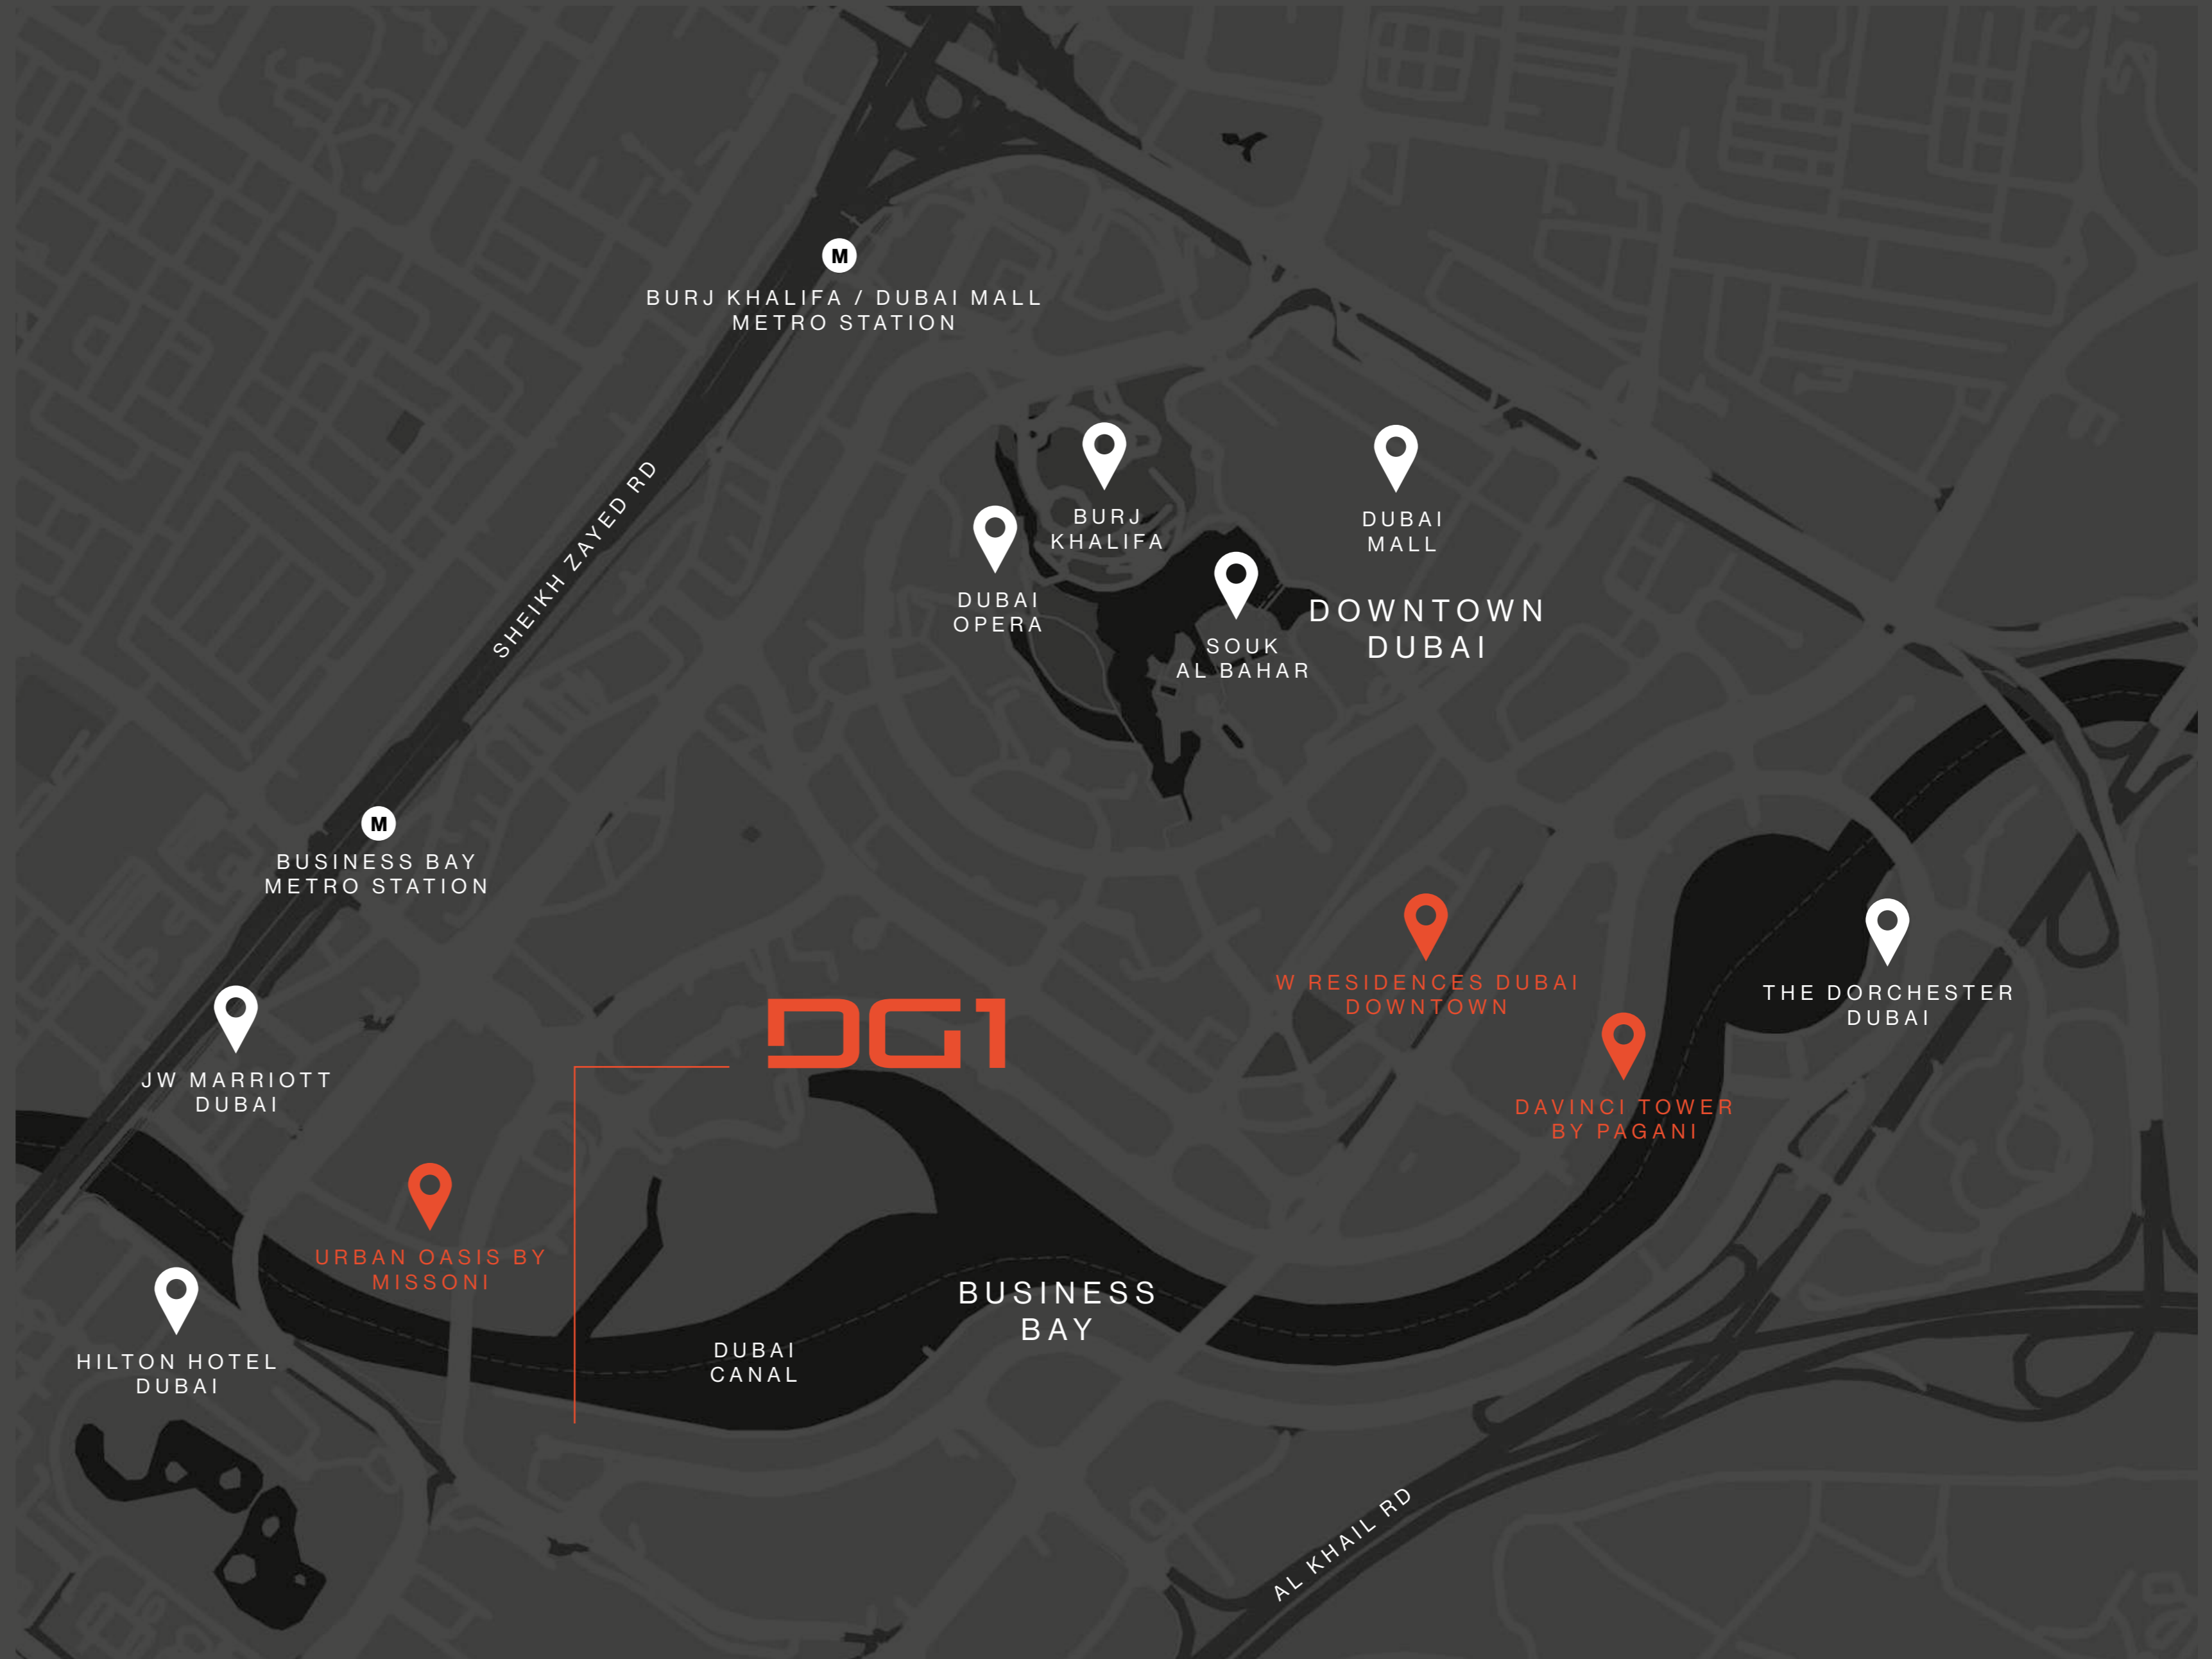 M
BURJ KHALIFA / DUBAI MALL
METRO STATION
SHEIKH ZAYED RD
BURJ
KHALIFA
DUBAI
MALL
DUBAI
OPERA
SOUK
AL BAHAR
DOWNTOWN
DUBAI
M
BUSINESS BAY
METRO STATION
W RESIDENCES DUBAI
DOWNTOWN
THE DORCHESTER
DUBAI
DG1
JW MARRIOTT
DUBAI
DAVINCI TOWER
BY PAGANI
URBAN OASIS BY
MISSONI
BUSINESS
BAY
DUBAI
CANAL
HILTON HOTEL
DUBAI
AL KHAIL RD